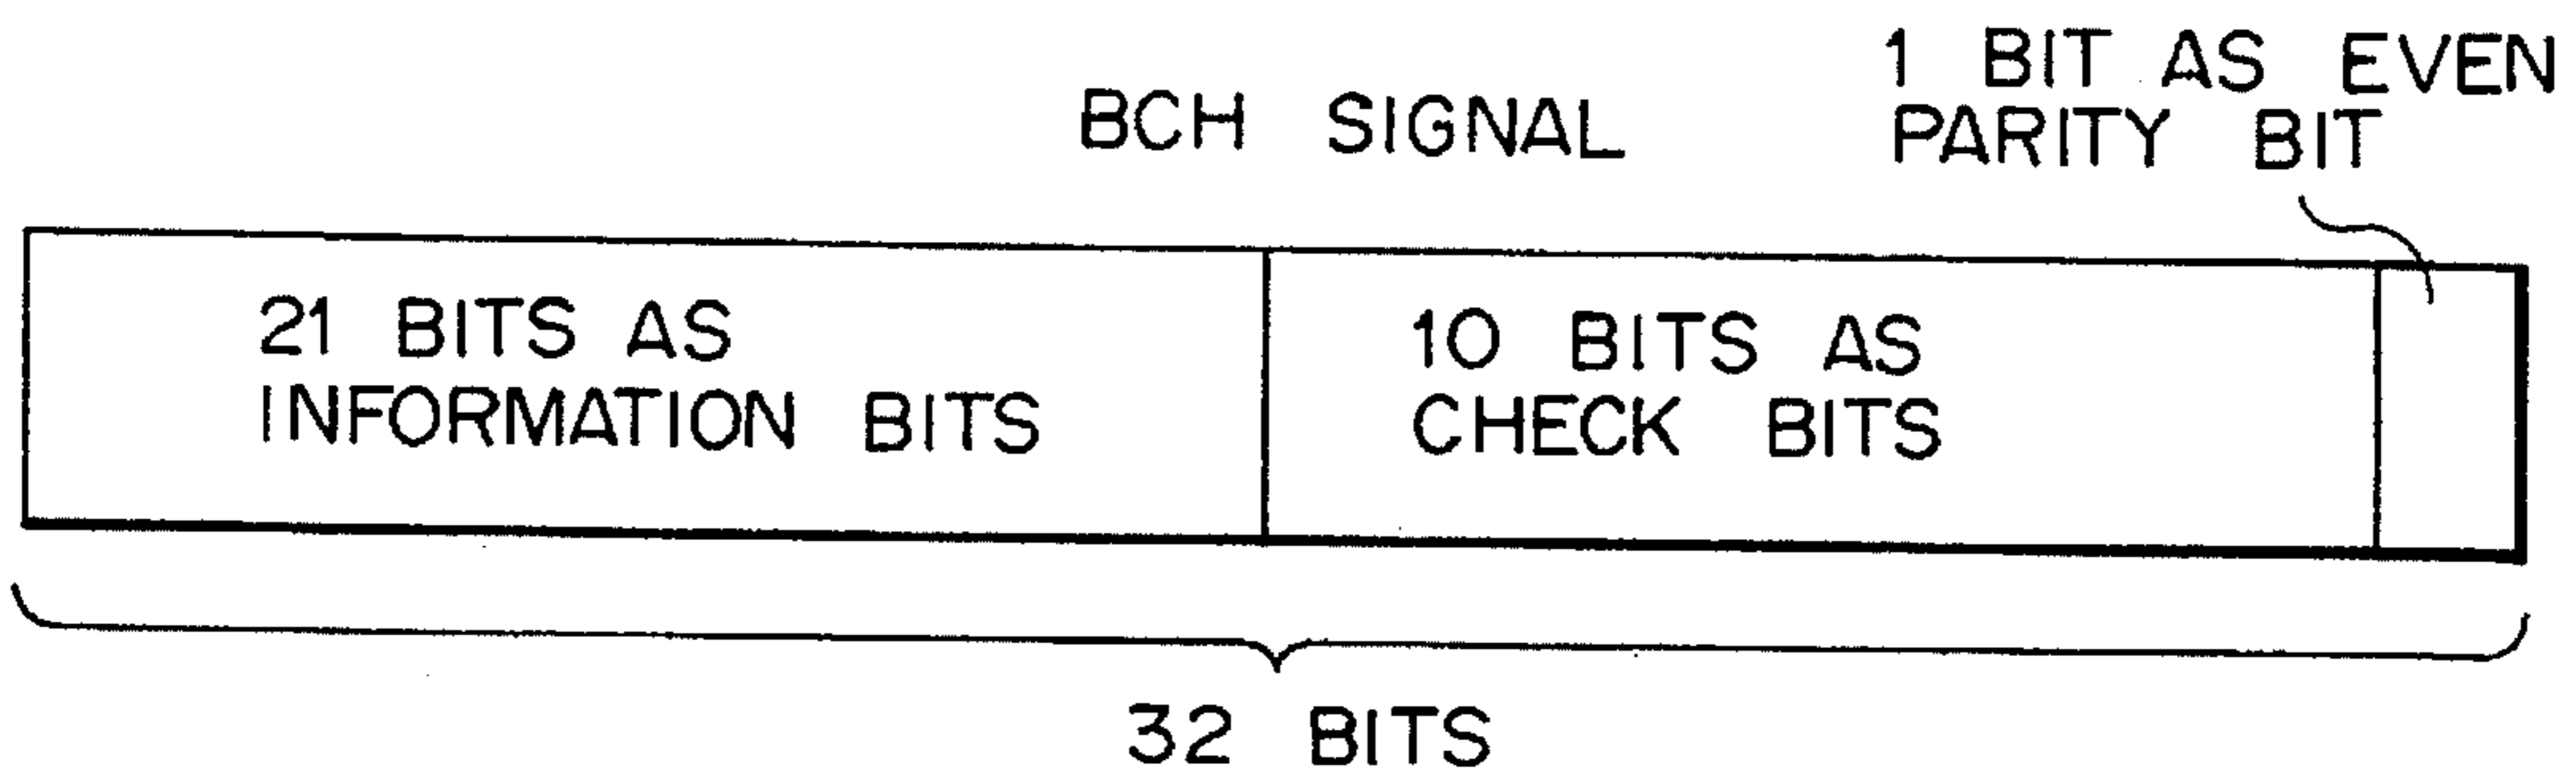 BCH SIGNAL
1 BIT AS EVEN
PARITY BIT
21 BITS AS
INFORMATION BITS
10 BITS AS
CHECK BITS
32 BITS